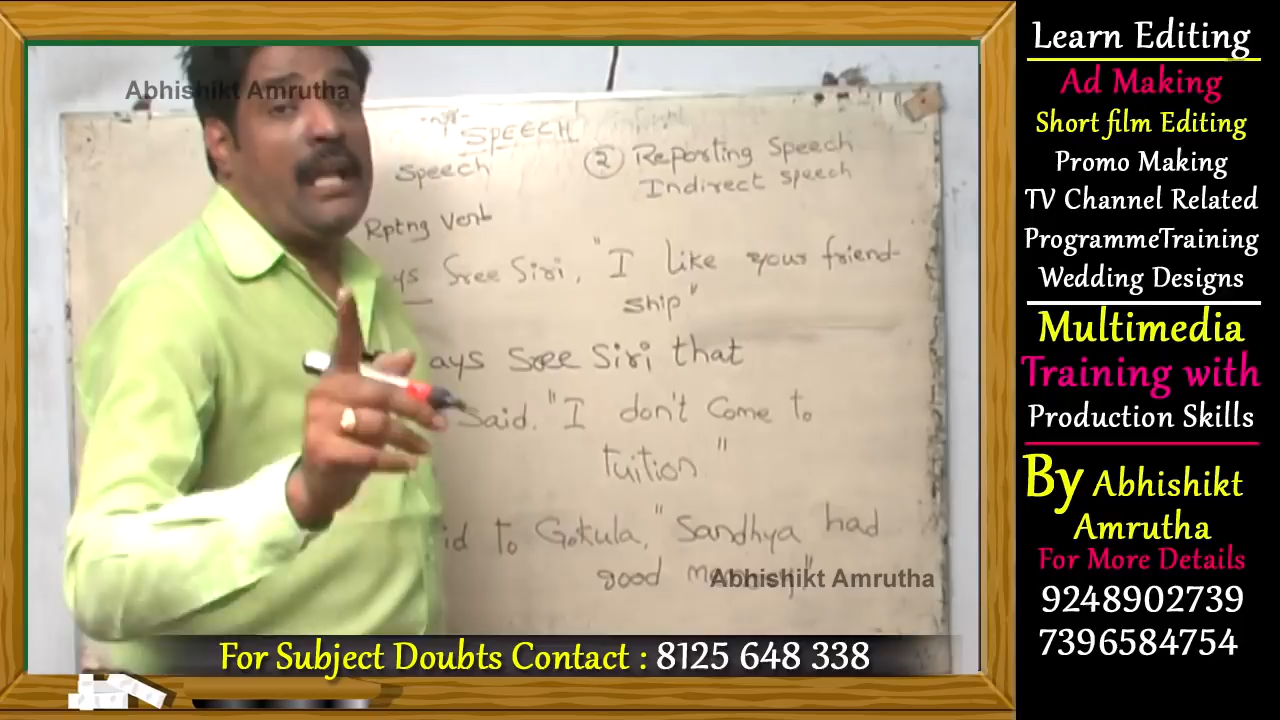 Abhishikt Amrutha
SPEECH
Speech
② Reporting Speech
Indirect speech
Rptng Verb
Sree Siri, "I like your friend-
ship"
Sree Siri that
Said. "I don't Come to
tuition"
to Gokula, "Sandhya had
good
Abhishikt Amrutha
For Subject Doubts Contact : 8125 648 338
Learn Editing
Ad Making
Short film Editing
Promo Making
TV Channel Related
ProgrammeTraining
Wedding Designs
Multimedia
Training with
Production Skills
By Abhishikt
Amrutha
For More Details
9248902739
7396584754